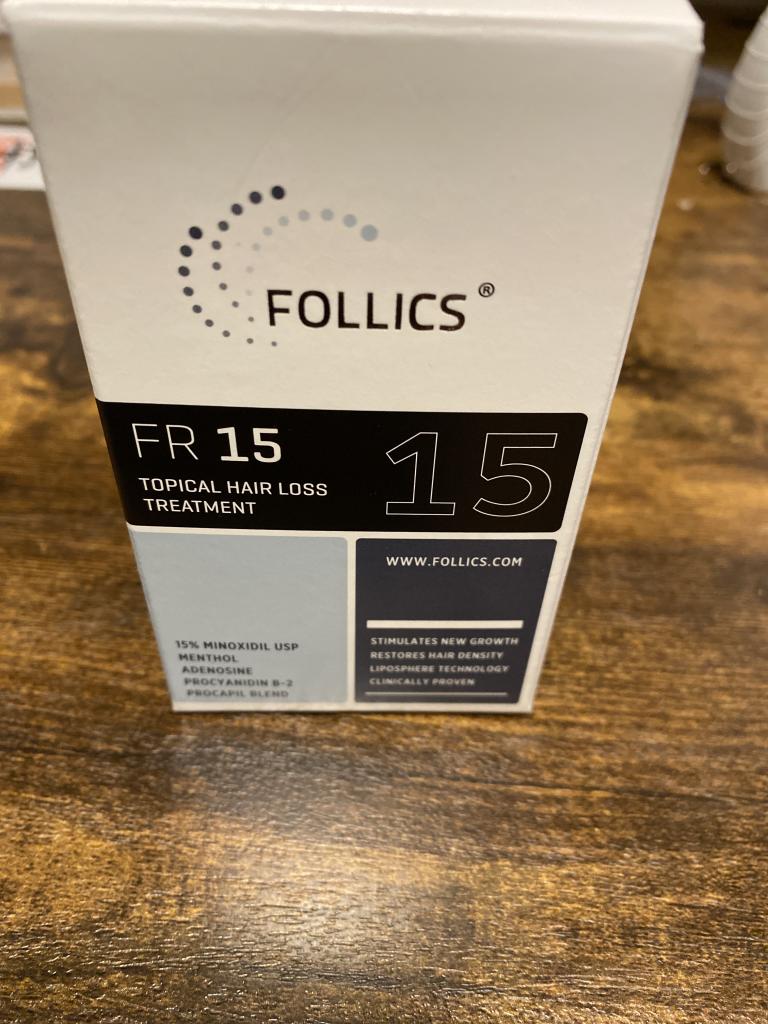 FOLLICS®
FR 15
TOPICAL HAIR LOSS
TREATMENT
15
WWW.FOLLICS.COM
15% MINOXIDIL USP
MENTHOL
ADENOSINE
PROCYANIDIN B-2
PROCAPIL BLEND
STIMULATES NEW GROWTH
RESTORES HAIR DENSITY
LIPOSPHERE TECHNOLOGY
CLINICALLY PROVEN